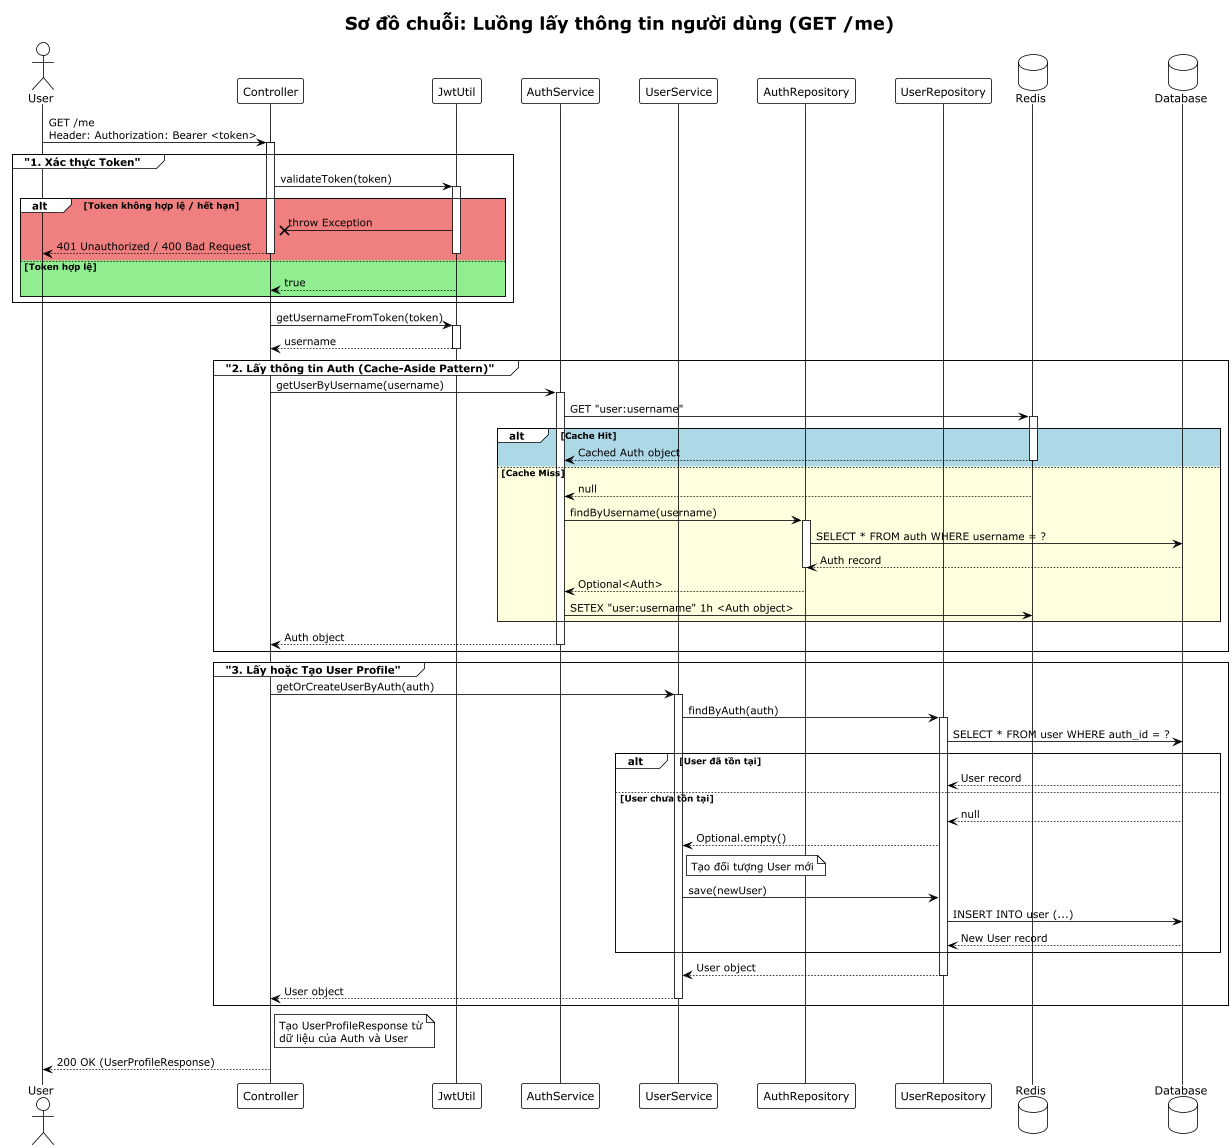 Sơ đồ chuỗi: Luồng lấy thông tin người dùng (GET /me)
User
Controller
JwtUtil
AuthService
UserService
AuthRepository
UserRepository
Redis
Database
GET /me
Header: Authorization: Bearer <token>
"1. Xác thực Token"
validateToken(token)
alt [Token không hợp lệ / hết hạn]
throw Exception
401 Unauthorized / 400 Bad Request
[Token hợp lệ]
true
getUsernameFromToken(token)
username
"2. Lấy thông tin Auth (Cache-Aside Pattern)"
getUserByUsername(username)
GET "user:username"
alt [Cache Hit]
Cached Auth object
[Cache Miss]
null
findByUsername(username)
SELECT * FROM auth WHERE username = ?
Auth record
Optional<Auth>
SETEX "user:username" 1h <Auth object>
Auth object
"3. Lấy hoặc Tạo User Profile"
getOrCreateUserByAuth(auth)
findByAuth(auth)
SELECT * FROM user WHERE auth_id = ?
alt [User đã tồn tại]
User record
[User chưa tồn tại]
null
Optional.empty()
Tạo đối tượng User mới
save(newUser)
INSERT INTO user (...)
New User record
User object
User object
Tạo UserProfileResponse từ
dữ liệu của Auth và User
200 OK (UserProfileResponse)
User
Controller
JwtUtil
AuthService
UserService
AuthRepository
UserRepository
Redis
Database